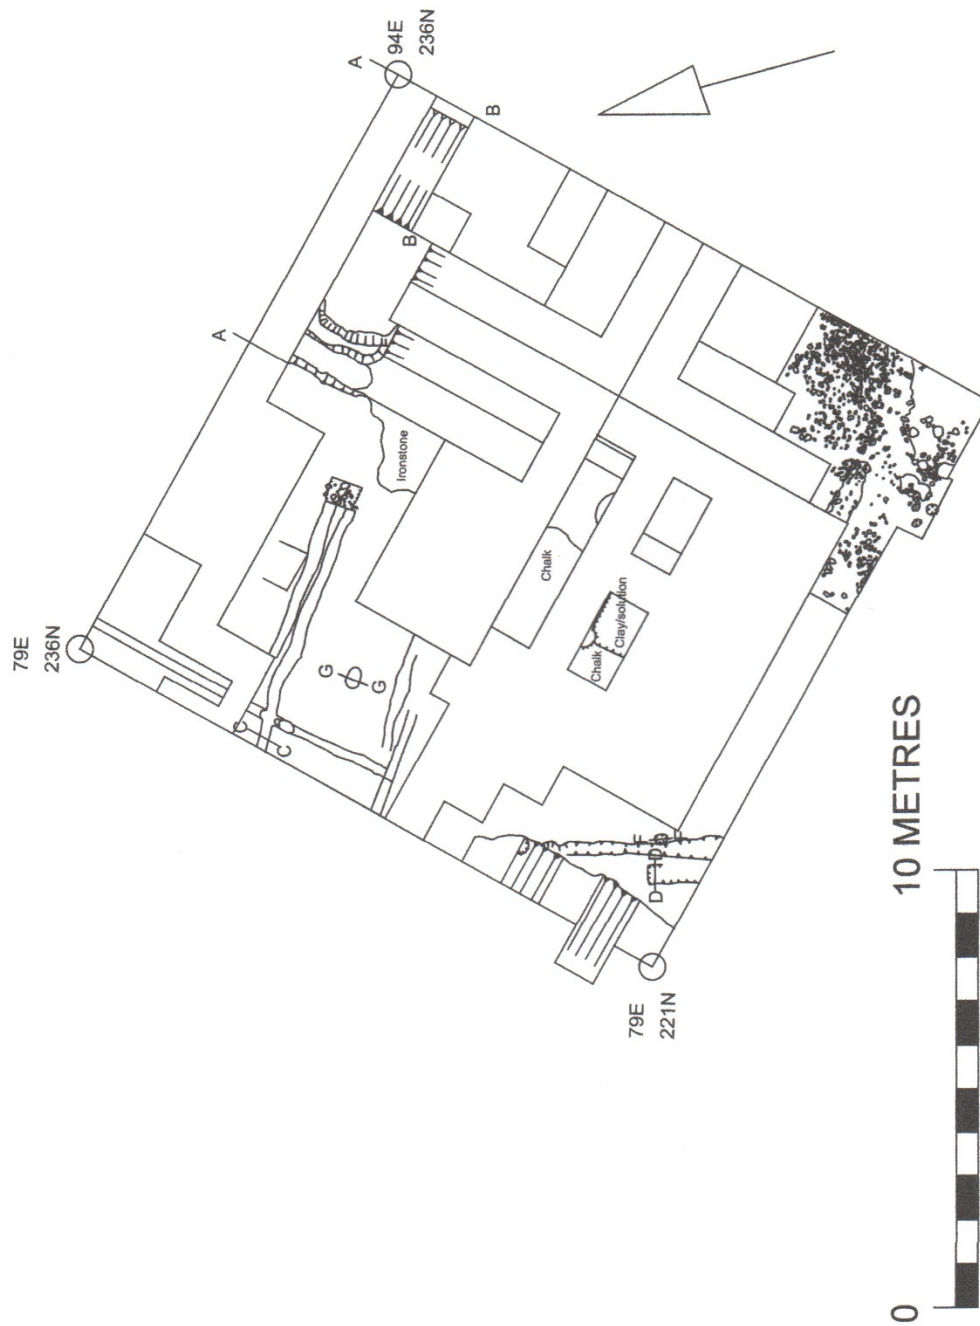 94E
236N
A
B
A
B
Ironstone
79E
236N
Chalk
Chalk
Clay/solution
G
G
C
C
F
D
D
F
79E
221N
10 METRES
0